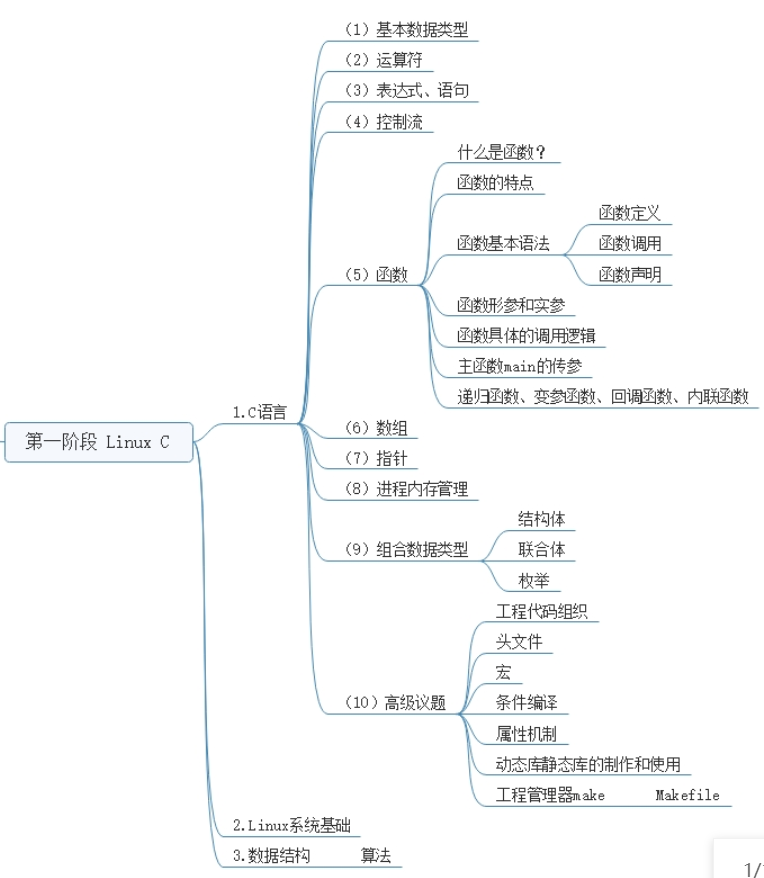 (1) 基本数据类型
(2) 运算符
(3) 表达式、语句
(4) 控制流
什么是函数?
函数的特点
函数定义
函数基本语法
函数调用
函数声明
(5) 函数
函数形参和实参
函数具体的调用逻辑
主函数main的传参
递归函数、变参函数、回调函数、内联函数
1.C语言
(6) 数组
第一阶段 Linux C
(7) 指针
(8) 进程内存管理
结构体
(9) 组合数据类型
联合体
枚举
工程代码组织
头文件
宏
(10) 高级议题
条件编译
属性机制
动态库静态库的制作和使用
工程管理器make Makefile
2.Linux系统基础
3.数据结构 算法
1/